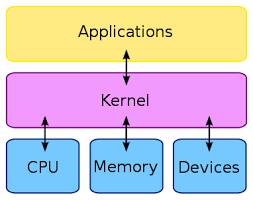 Applications
Kernel
CPU
Memory
Devices